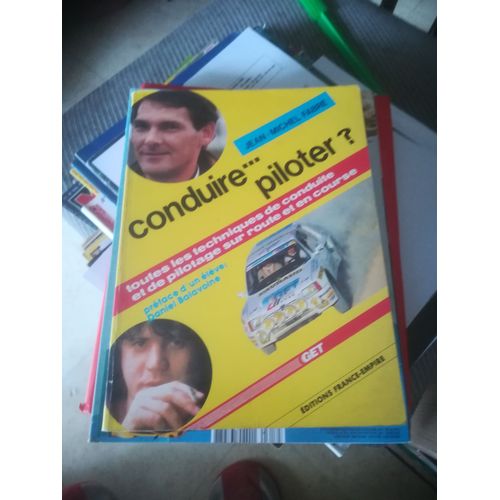 JEAN-MICHEL FABRE
conduire...
piloter ?
toutes les techniques de conduite
et de pilotage sur route et en course
préface d'un élève:
Daniel Balavoine
GET
EDITIONS FRANCE-EMPIRE